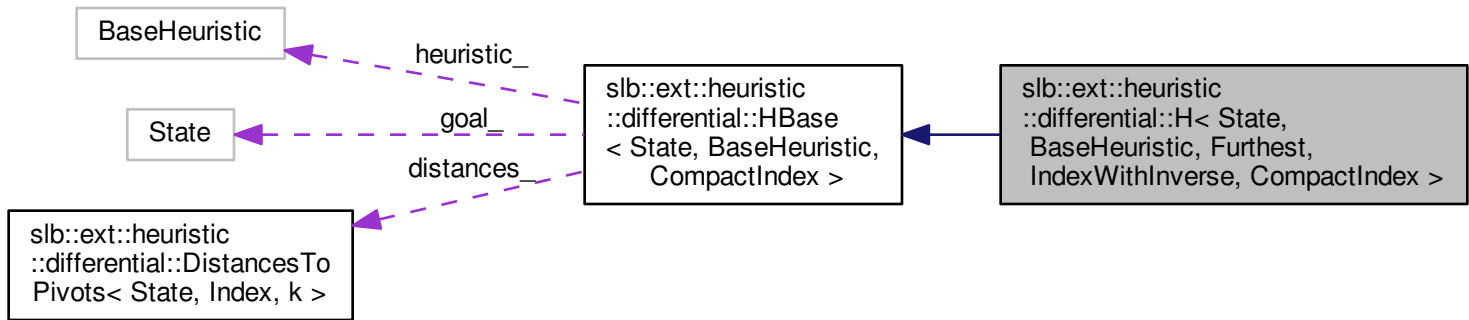 BaseHeuristic
heuristic_
State
goal_
distances_
slb::ext::heuristic
::differential::DistancesTo
Pivots< State, Index, k >
slb::ext::heuristic
::differential::HBase
< State, BaseHeuristic,
CompactIndex >
slb::ext::heuristic
::differential::H< State,
BaseHeuristic, Furthest,
IndexWithInverse, CompactIndex >